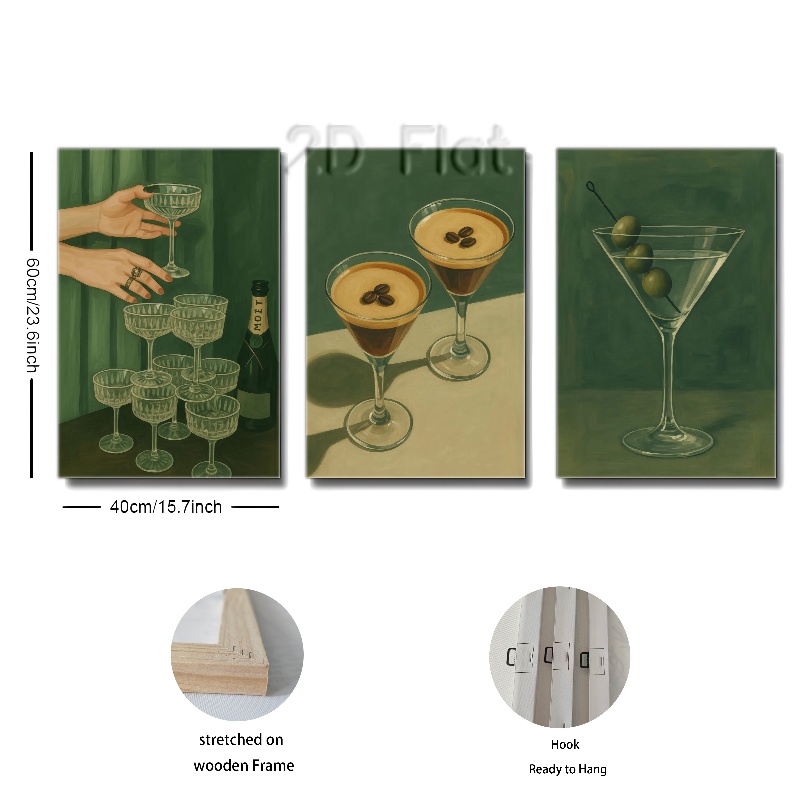 2D Flat
60cm/23.6inch
MOET
40cm/15.7inch
stretched on
wooden Frame
Hook
Ready to Hang